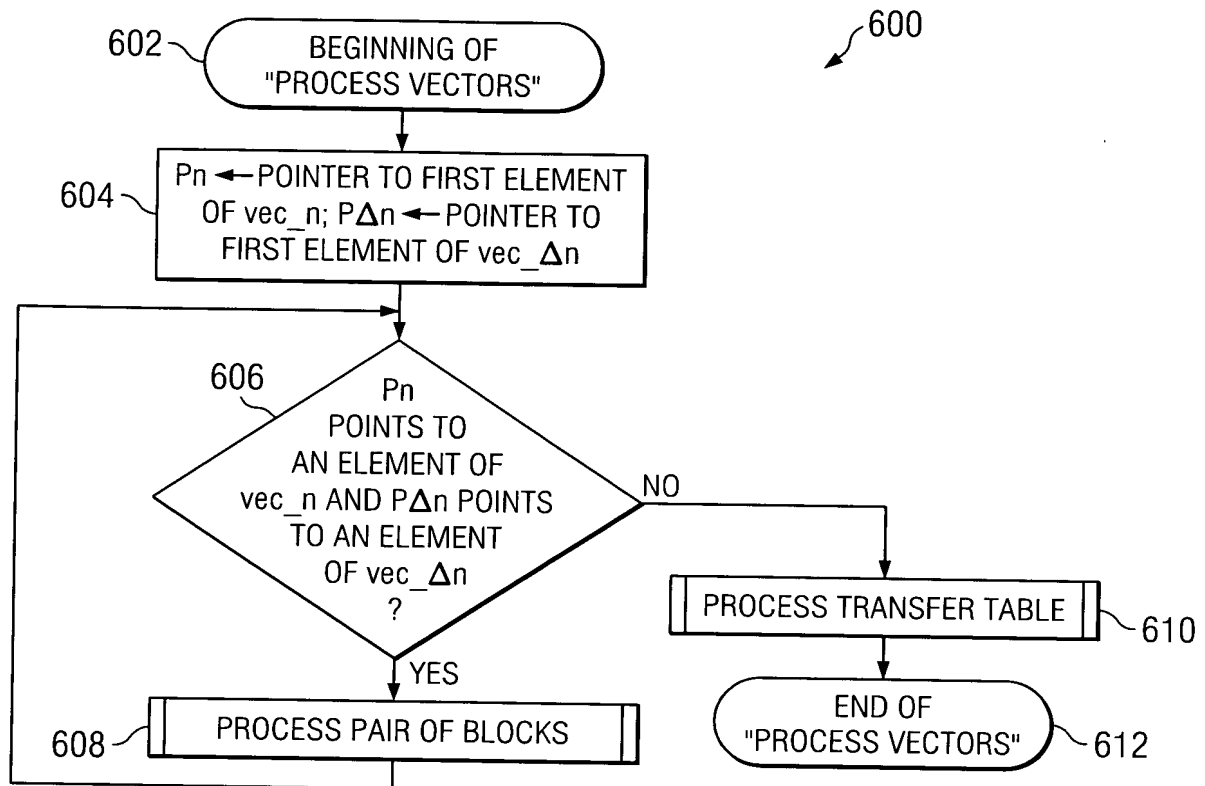 600
602
BEGINNING OF
"PROCESS VECTORS"
604
Pn ← POINTER TO FIRST ELEMENT
OF vec_n; PΔn ← POINTER TO
FIRST ELEMENT OF vec_Δn
606
Pn
POINTS TO
AN ELEMENT OF
vec_n AND PΔn POINTS
TO AN ELEMENT
OF vec_Δn
?
NO
YES
608
PROCESS PAIR OF BLOCKS
PROCESS TRANSFER TABLE
610
END OF
"PROCESS VECTORS"
612